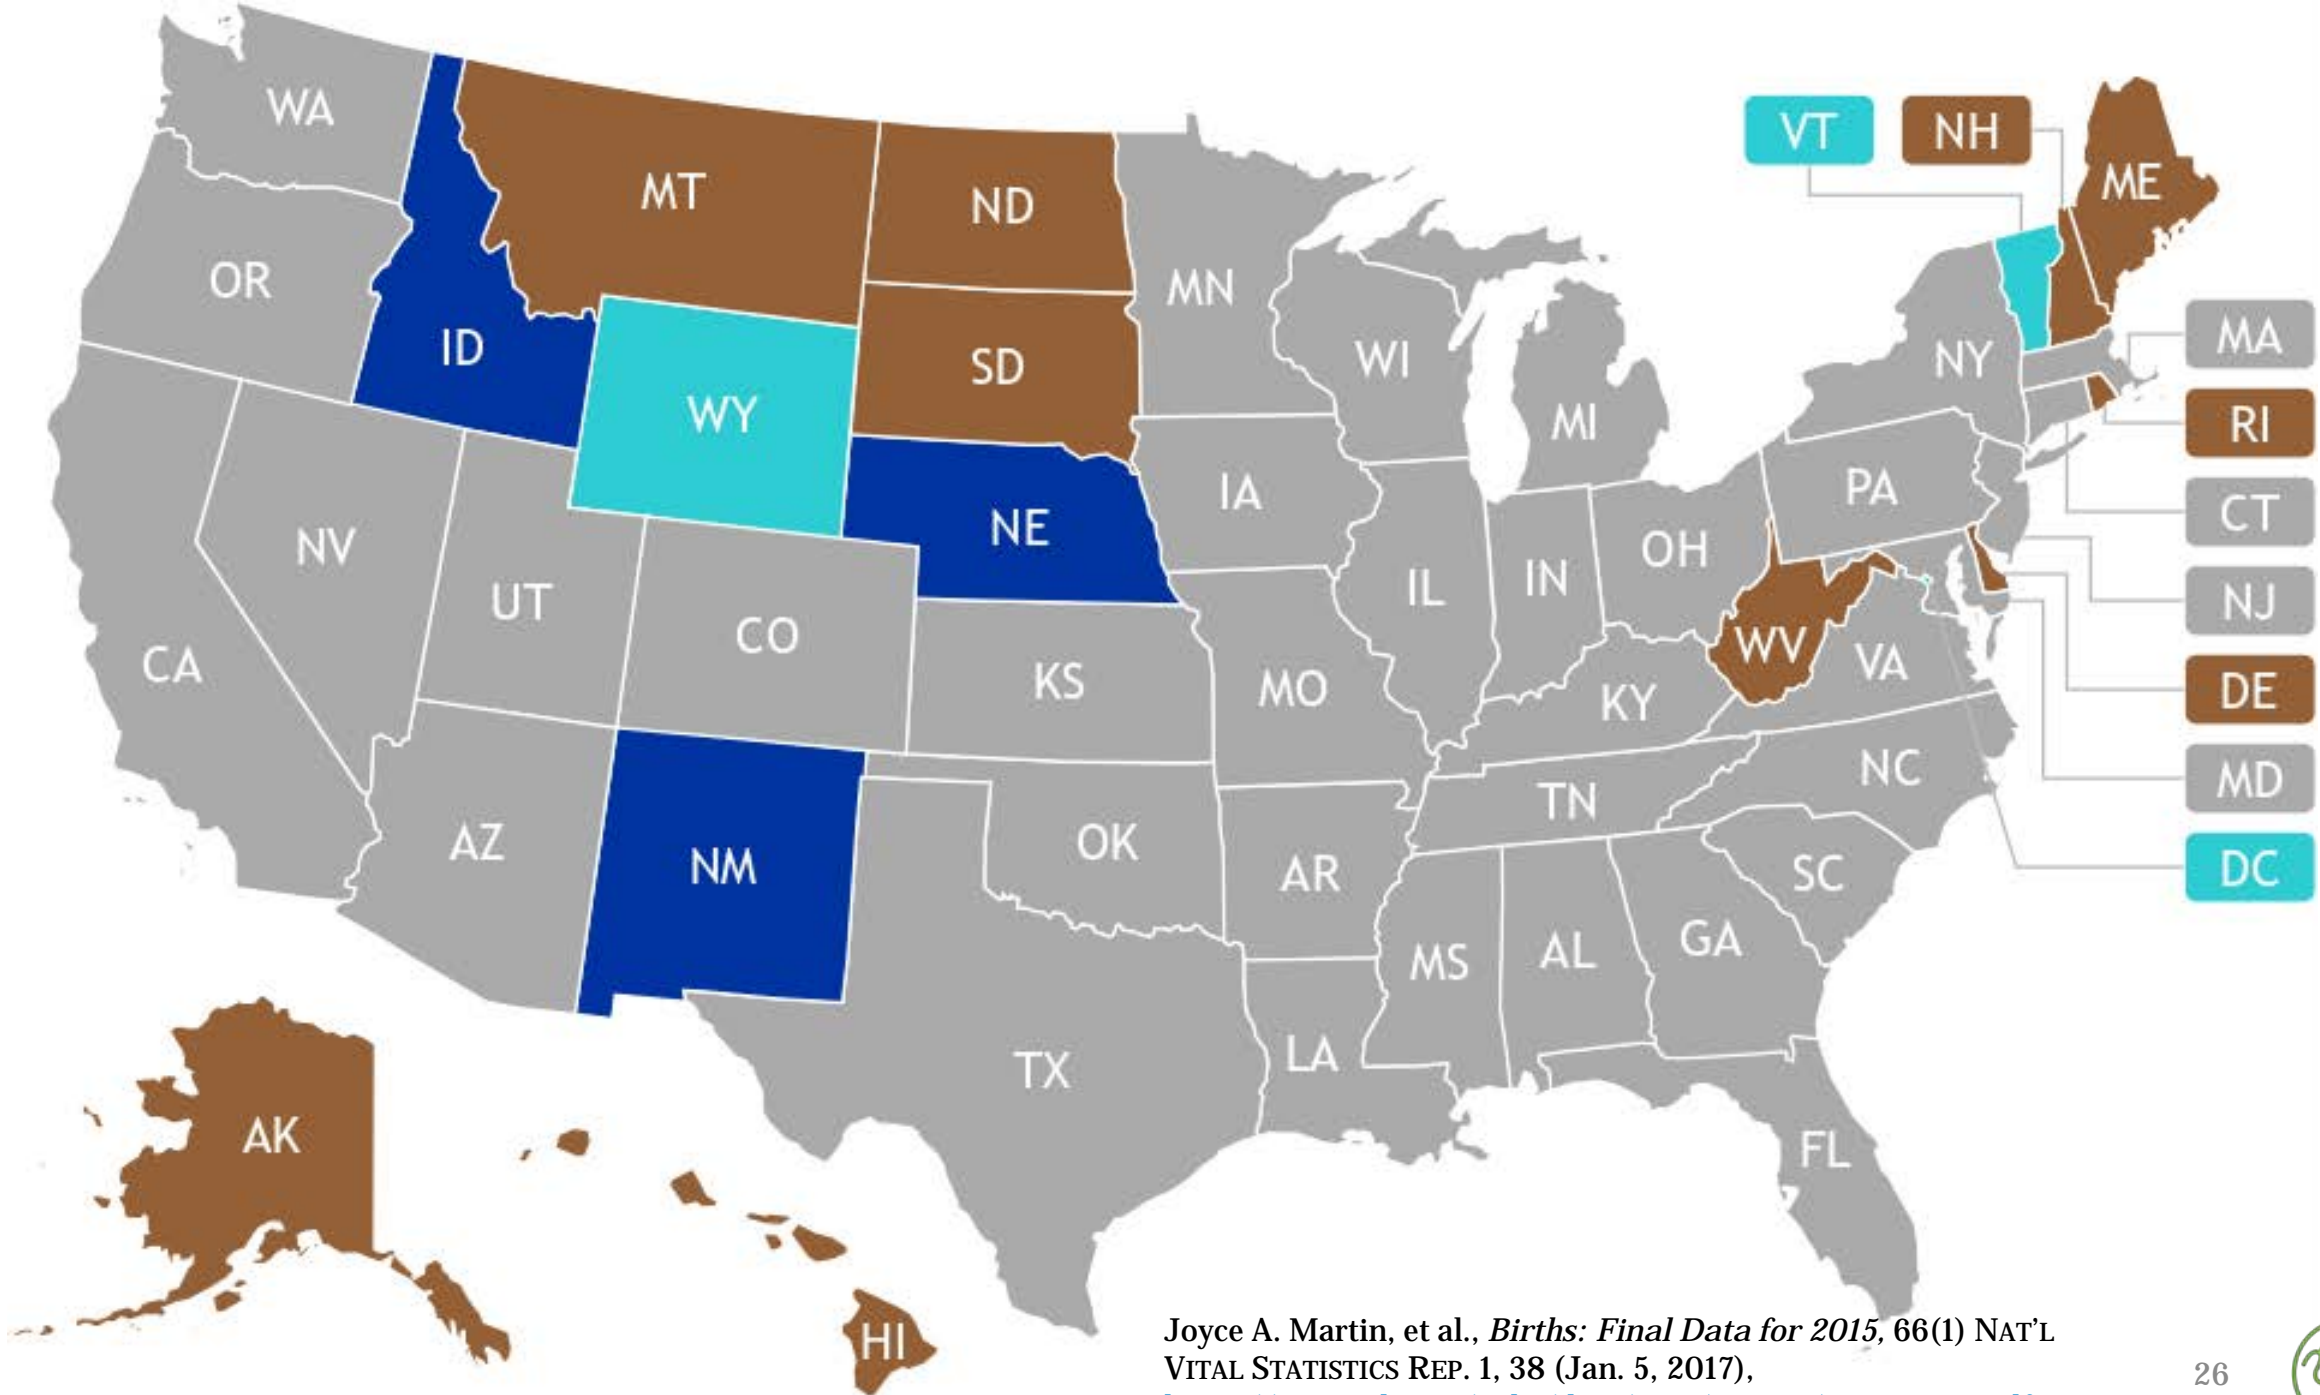 WA
MT
ND
VT
NH
ME
OR
MN
ID
SD
WI
MI
NY
MA
WY
RI
IA
PA
NE
CT
NV
UT
CO
IL
IN
OH
NJ
CA
KS
MO
KY
WV
VA
DE
NC
MD
AZ
NM
OK
TN
AR
SC
DC
MS
AL
GA
TX
LA
AK
FL
HI
Joyce A. Martin, et al., Births: Final Data for 2015, 66(1) NAT'L
VITAL STATISTICS REP. 1, 38 (Jan. 5, 2017),
26